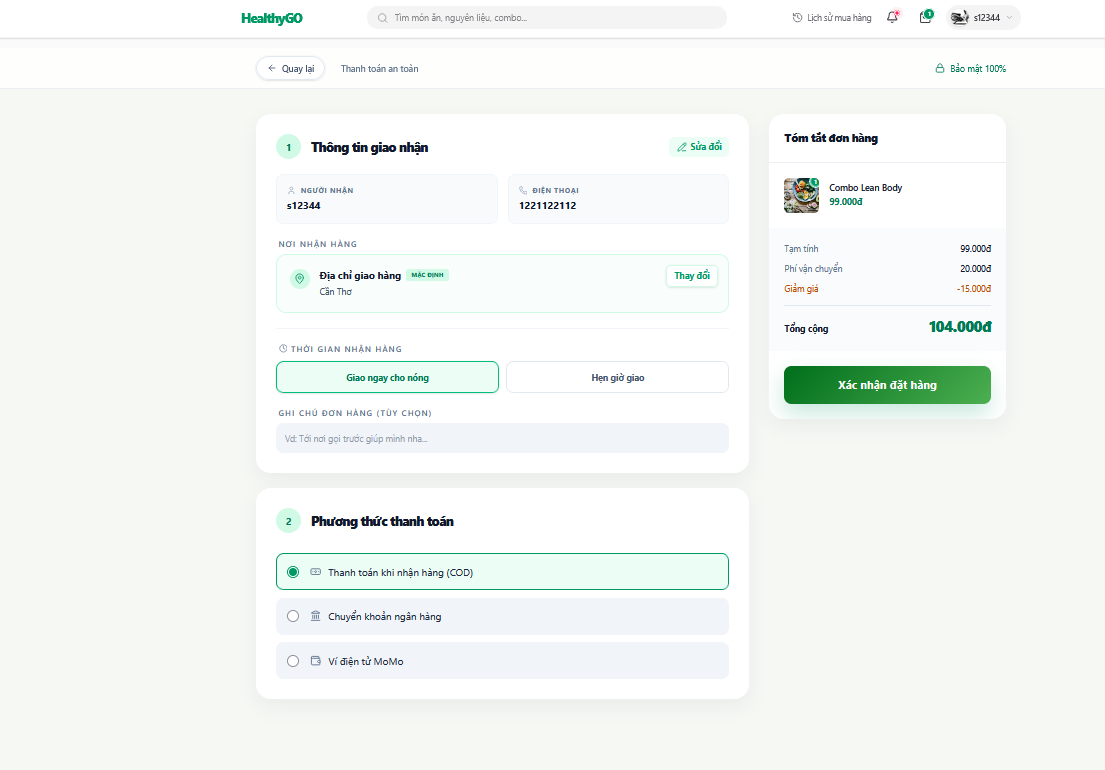 HealthyGO
Tìm món ăn, nguyên liệu, combo...
Lịch sử mua hàng
1
s12344
Quay lại
Thanh toán an toàn
Bảo mật 100%
1
Thông tin giao nhận
Sửa đổi
NGƯỜI NHẬN
s12344
ĐIỆN THOẠI
1221122112
NƠI NHẬN HÀNG
Địa chỉ giao hàng
MẶC ĐỊNH
Cần Thơ
Thay đổi
THỜI GIAN NHẬN HÀNG
Giao ngay cho nóng
Hẹn giờ giao
GHI CHÚ ĐƠN HÀNG (TÙY CHỌN)
Vd: Tới nơi gọi trước giúp mình nha...
2
Phương thức thanh toán
Thanh toán khi nhận hàng (COD)
Chuyển khoản ngân hàng
Ví điện tử MoMo
Tóm tắt đơn hàng
1
Combo Lean Body
99.000đ
Tạm tính 99.000đ
Phí vận chuyển 20.000đ
Giảm giá -15.000đ
Tổng cộng 104.000đ
Xác nhận đặt hàng